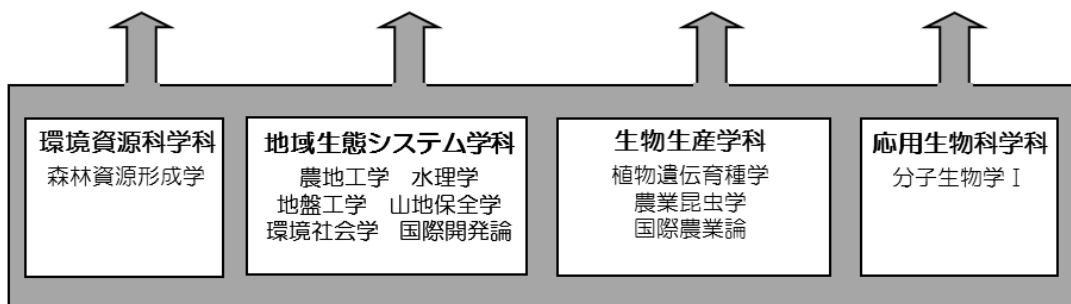 環境資源科学科
森林資源形成学
地域生態システム学科
農地工学　水理学
地盤工学　山地保全学
環境社会学　国際開発論
生物生産学科
植物遺伝育種学
農業昆虫学
国際農業論
応用生物科学科
分子生物学Ⅰ